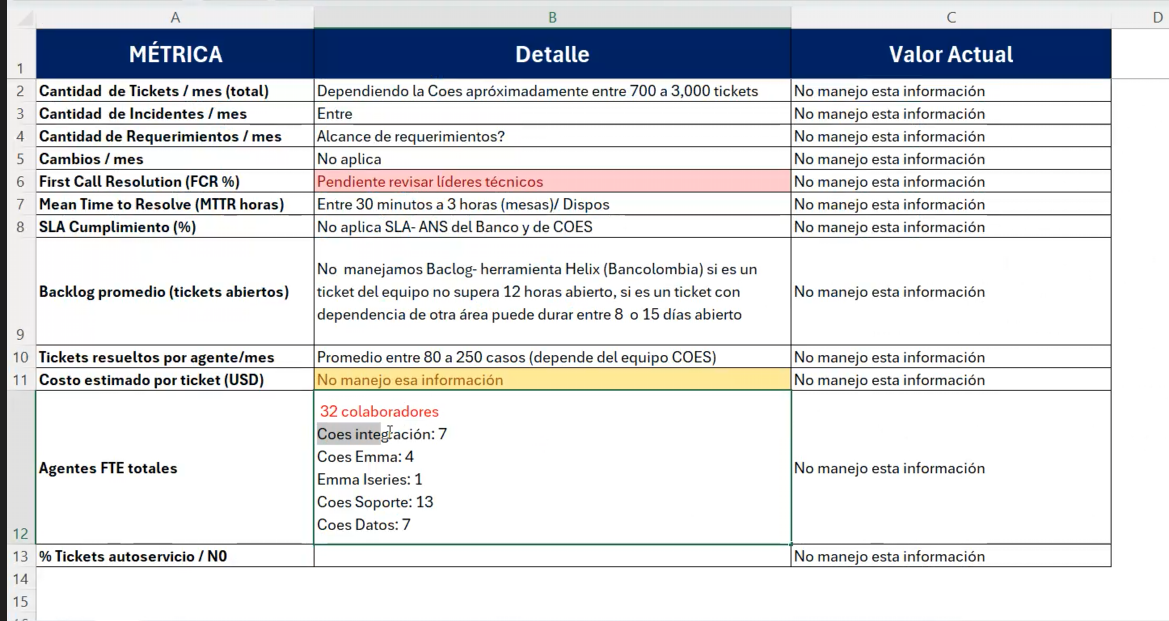 A B C D
1 MÉTRICA Detalle Valor Actual
2 Cantidad de Tickets / mes (total) Dependiendo la Coes apróximadamente entre 700 a 3,000 tickets No manejo esta información
3 Cantidad de Incidentes / mes Entre No manejo esta información
4 Cantidad de Requerimientos / mes Alcance de requerimientos? No manejo esta información
5 Cambios / mes No aplica No manejo esta información
6 First Call Resolution (FCR %) Pendiente revisar líderes técnicos No manejo esta información
7 Mean Time to Resolve (MTTR horas) Entre 30 minutos a 3 horas (mesas)/ Dispos No manejo esta información
8 SLA Cumplimiento (%) No aplica SLA- ANS del Banco y de COES No manejo esta información
No manejamos Baclog- herramienta Helix (Bancolombia) si es un
Backlog promedio (tickets abiertos) ticket del equipo no supera 12 horas abierto, si es un ticket con No manejo esta información
dependencia de otra área puede durar entre 8 o 15 días abierto
9
10 Tickets resueltos por agente/mes Promedio entre 80 a 250 casos (depende del equipo COES) No manejo esta información
11 Costo estimado por ticket (USD) No manejo esa información No manejo esta información
32 colaboradores
Coes integración: 7
Coes Emma: 4
Agentes FTE totales Emma Iseries: 1 No manejo esta información
Coes Soporte: 13
Coes Datos: 7
12
13 % Tickets autoservicio / N0 No manejo esta información
14
15